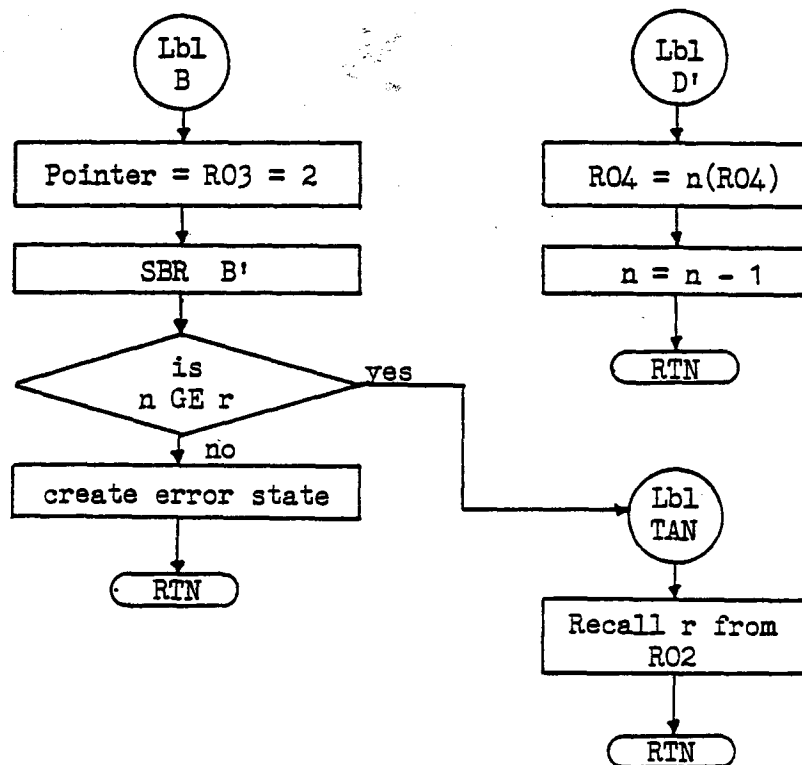 Lbl
B
Pointer = R03 = 2
SBR B'
is
n GE r
yes
no
create error state
RTN
Lbl
D'
R04 = n(R04)
n = n - 1
RTN
Lbl
TAN
Recall r from
R02
RTN